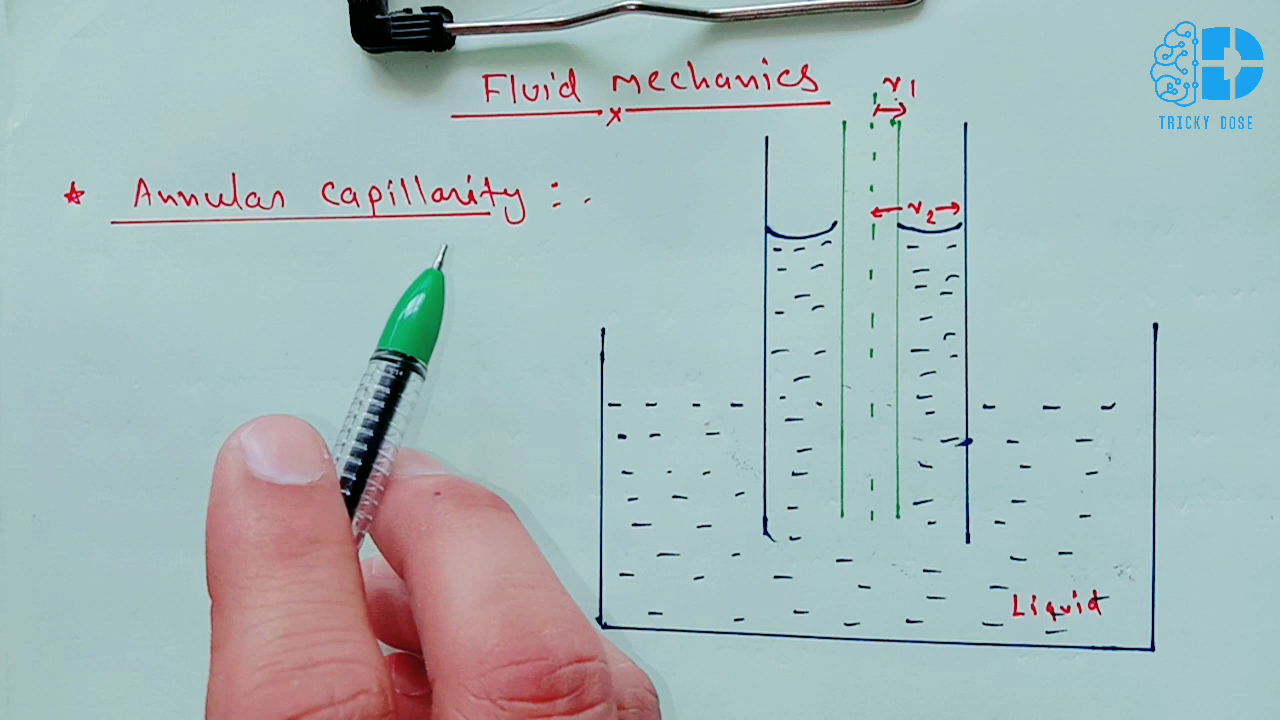 Fluid mechanics
x
r1
TRICKY DOSE
* Annular capillarity :.
r2
Liquid